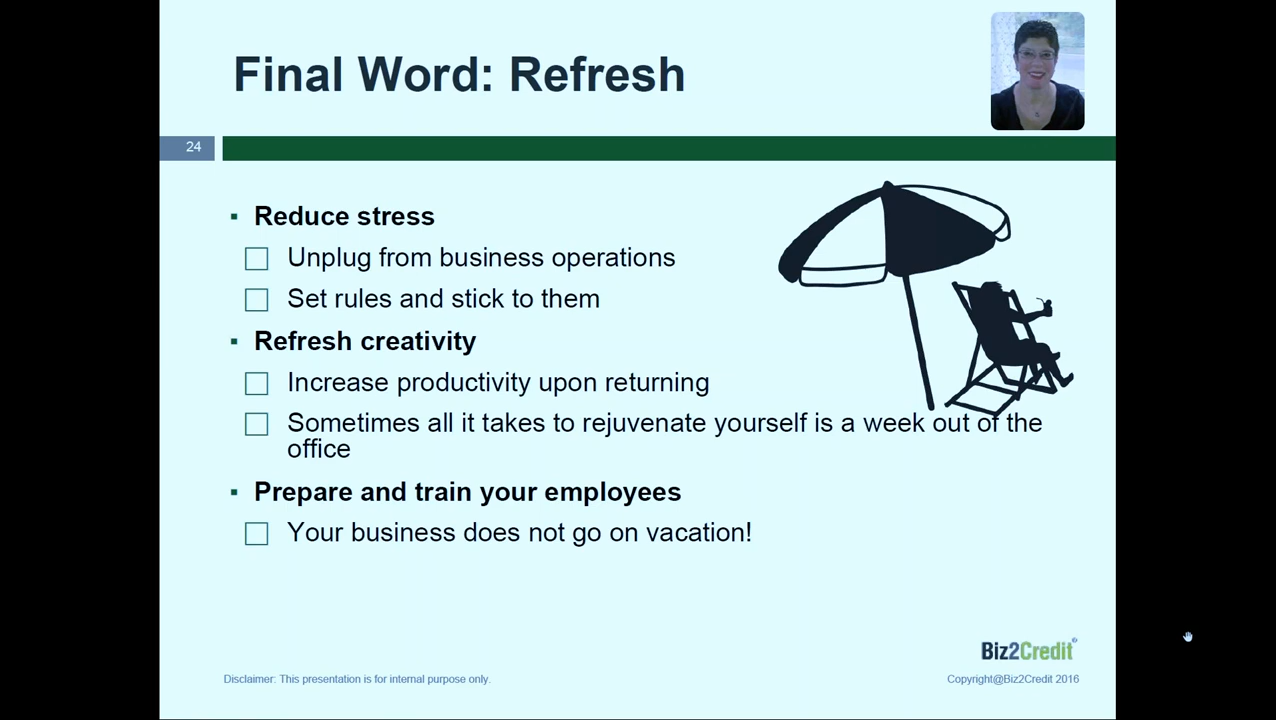 Final Word: Refresh
24
Reduce stress
Unplug from business operations
Set rules and stick to them
Refresh creativity
Increase productivity upon returning
Sometimes all it takes to rejuvenate yourself is a week out of the
office
Prepare and train your employees
Your business does not go on vacation!
Biz2Credit
Disclaimer: This presentation is for internal purpose only.
Copyright@Biz2Credit 2016